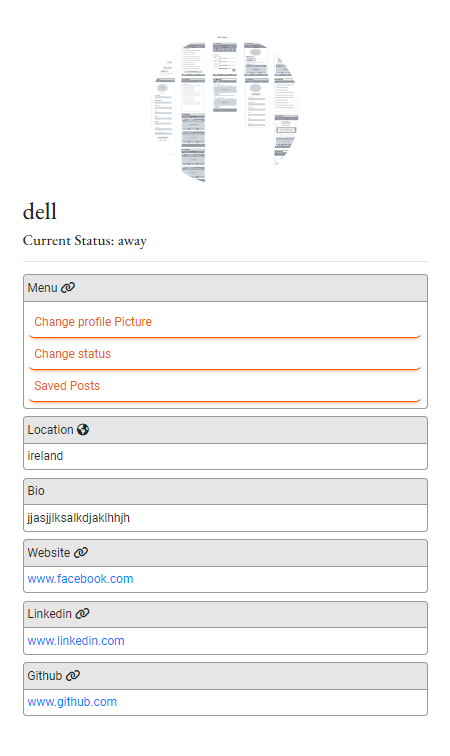 dell
Current Status: away
Menu
Change profile Picture
Change status
Saved Posts
Location
ireland
Bio
jjasjjlksalkdjaklhhjh
Website
www.facebook.com
Linkedin
www.linkedin.com
Github
www.github.com